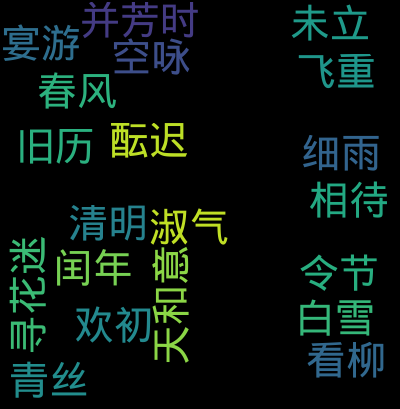 并芳时
宴游
空咏
末立
飞重
春风
旧历
酝迟
细雨
相待
清明
淑气
寻花迷
闰年
天和意
令节
白雪
欢初
看柳
青丝